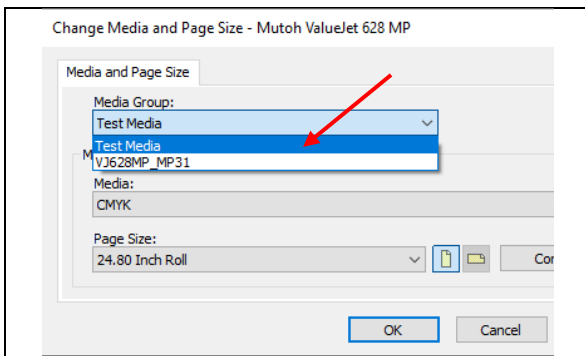 Change Media and Page Size - Mutoh ValueJet 628 MP
Media and Page Size
Media Group:
Test Media
Test Media
VJ628MP_MP31
Media:
CMYK
Page Size:
24.80 Inch Roll
OK
Cancel